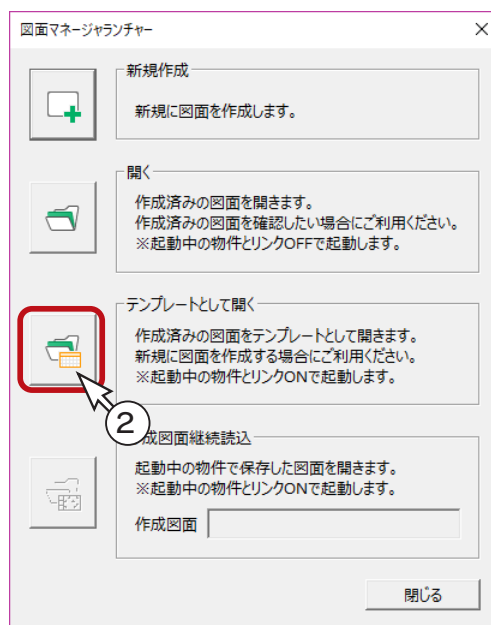 図面マネージャランチャー
新規作成
新規に図面を作成します。
開く
作成済みの図面を開きます。
作成済みの図面を確認したい場合にご利用ください。
※起動中の物件とリンクOFFで起動します。
テンプレートとして開く
作成済みの図面をテンプレートとして開きます。
新規に図面を作成する場合にご利用ください。
※起動中の物件とリンクONで起動します。
2
成図面継続読込
起動中の物件で保存した図面を開きます。
※起動中の物件とリンクONで起動します。
作成図面
閉じる